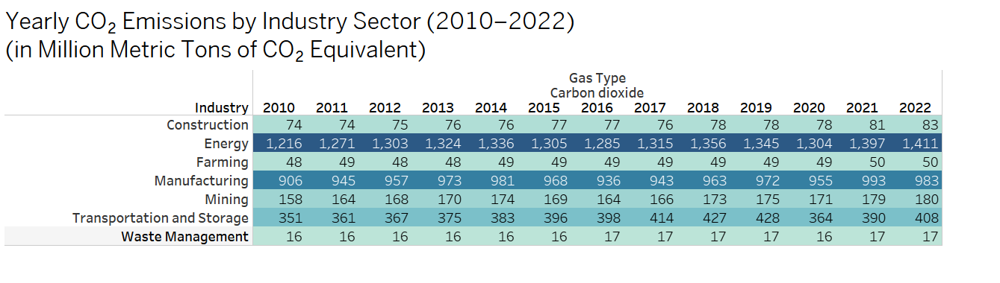 Yearly CO₂ Emissions by Industry Sector (2010–2022)
(in Million Metric Tons of CO₂ Equivalent)
Gas Type
Carbon dioxide
Industry 2010 2011 2012 2013 2014 2015 2016 2017 2018 2019 2020 2021 2022
Construction 74 74 75 76 76 77 77 76 78 78 78 81 83
Energy 1,216 1,271 1,303 1,324 1,336 1,305 1,285 1,315 1,356 1,345 1,304 1,397 1,411
Farming 48 49 48 48 49 49 49 49 49 49 49 50 50
Manufacturing 906 945 957 973 981 968 936 943 963 972 955 993 983
Mining 158 164 168 170 174 169 164 166 173 175 171 179 180
Transportation and Storage 351 361 367 375 383 396 398 414 427 428 364 390 408
Waste Management 16 16 16 16 16 16 17 17 17 17 16 17 17